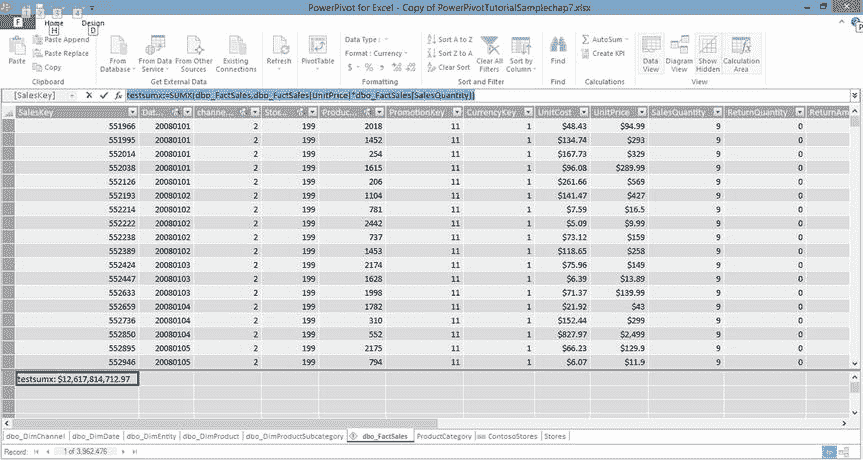 PowerPivot for Excel - Copy of PowerPivotTutorialSamplechap7.xlsx
F Home Design
H D
Paste Paste Append Paste Replace Copy
From Database From Data Service From Other Sources Existing Connections Refresh PivotTable
Data Type : Format : Currency $ % , .00 .00
Sort A to Z Sort Z to A Clear Sort Clear All Filters Sort by Column Find AutoSum Create KPI
Data View Diagram View Show Hidden Calculation Area
Clipboard Get External Data Formatting Sort and Filter Find Calculations View
[SalesKey] fx testsumx:=SUMX(dbo_FactSales,dbo_FactSales[UnitPrice]*dbo_FactSales[SalesQuantity])
SalesKey Dat... channe... Stor... Produc... PromotionKey CurrencyKey UnitCost UnitPrice SalesQuantity ReturnQuantity ReturnAm
551966 20080101 2 199 2018 11 1 $48.43 $94.99 9 0
551995 20080101 2 199 1452 11 1 $134.74 $293 9 0
552014 20080101 2 199 254 11 1 $167.73 $329 9 0
552038 20080101 2 199 1615 11 1 $96.08 $289.99 9 0
552126 20080101 2 199 206 11 1 $261.66 $569 9 0
552193 20080102 2 199 1104 11 1 $141.47 $427 9 0
552214 20080102 2 199 781 11 1 $7.59 $16.5 9 0
552222 20080102 2 199 2442 11 1 $5.09 $9.99 9 0
552238 20080102 2 199 737 11 1 $73.12 $159 9 0
552389 20080102 2 199 1453 11 1 $118.65 $258 9 0
552424 20080103 2 199 2174 11 1 $75.96 $149 9 0
552447 20080103 2 199 1628 11 1 $6.39 $13.89 9 0
552633 20080103 2 199 1998 11 1 $71.37 $139.99 9 0
552659 20080104 2 199 1782 11 1 $21.92 $43 9 0
552736 20080104 2 199 310 11 1 $152.44 $299 9 0
552850 20080104 2 199 552 11 1 $827.97 $2,499 9 0
552895 20080105 2 199 2175 11 1 $66.23 $129.9 9 0
552946 20080105 2 199 794 11 1 $6.07 $11.9 9 0
testsumx: $12,617,814,712.97
dbo_DimChannel dbo_DimDate dbo_DimEntity dbo_DimProduct dbo_DimProductSubcategory dbo_FactSales ProductCategory ContosoStores Stores
Record: 1 of 3,962,476